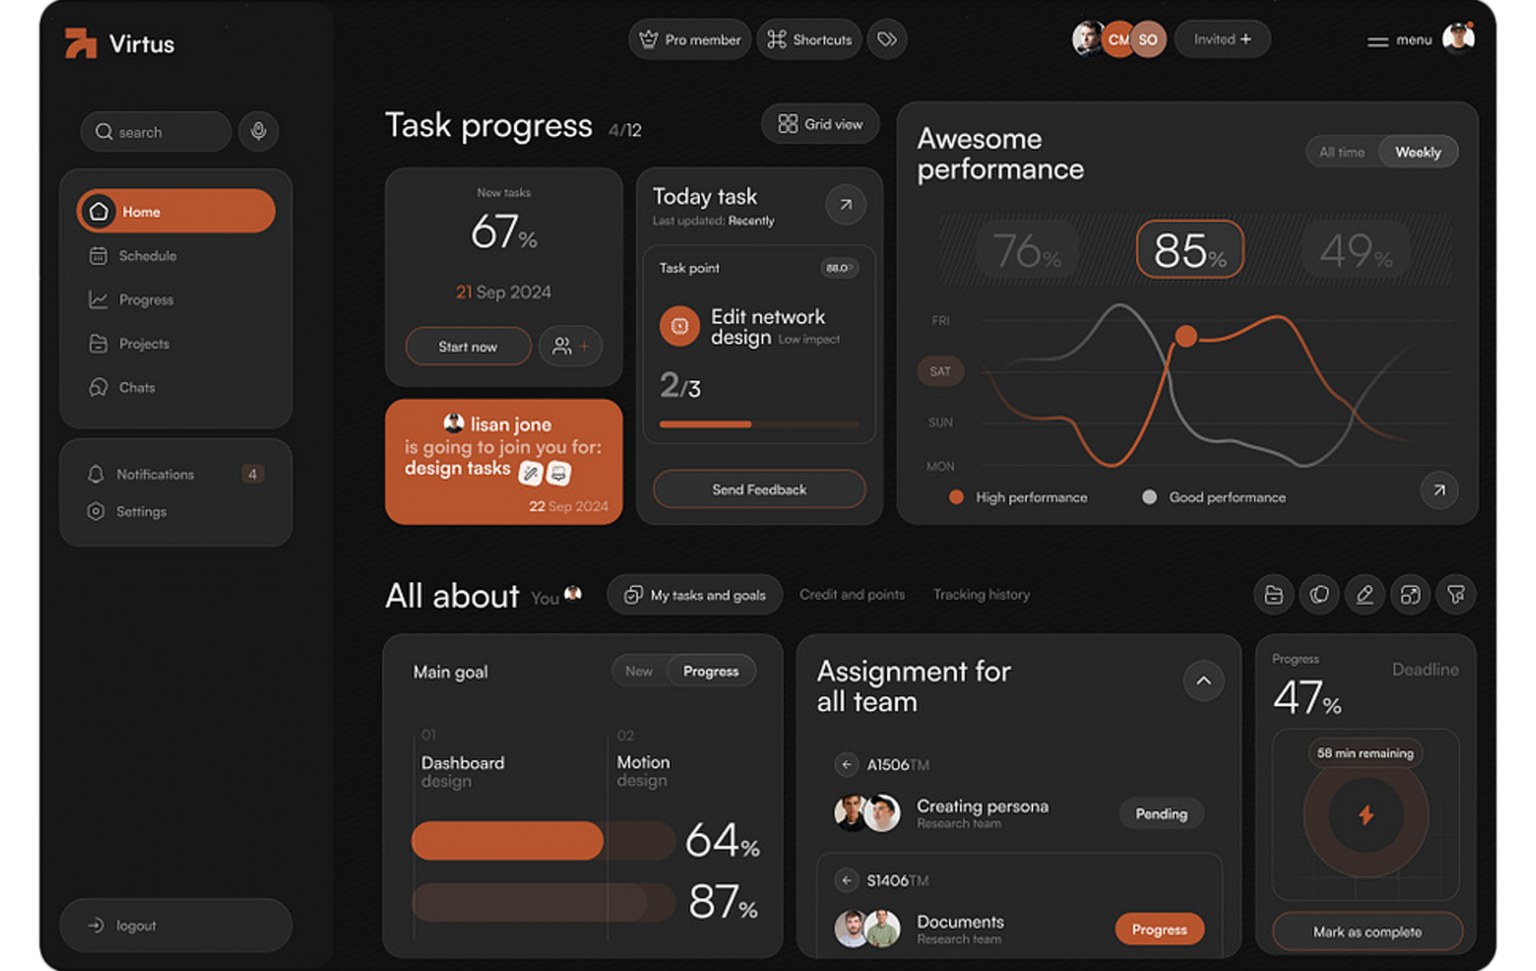 Virtus
Pro member
Shortcuts
CM
SO
Invited +
menu
search
Home
Schedule
Progress
Projects
Chats
Notifications 4
Settings
logout
Task progress 4/12
Grid view
New tasks
67%
21 Sep 2024
Start now
lisan jone
is going to join you for:
design tasks
22 Sep 2024
Today task
Last updated: Recently
Task point
Edit network
design Low impact
2/3
Send Feedback
Awesome
performance
All time
Weekly
76%
85%
49%
FRI
SAT
SUN
MON
High performance
Good performance
All about You
My tasks and goals
Credit and points
Tracking history
Main goal
New
Progress
01
Dashboard
design
02
Motion
design
64%
87%
Assignment for
all team
A1506TM
Creating persona
Research team
Pending
S1406TM
Documents
Research team
Progress
Progress
47%
Deadline
58 min remaining
Mark as complete